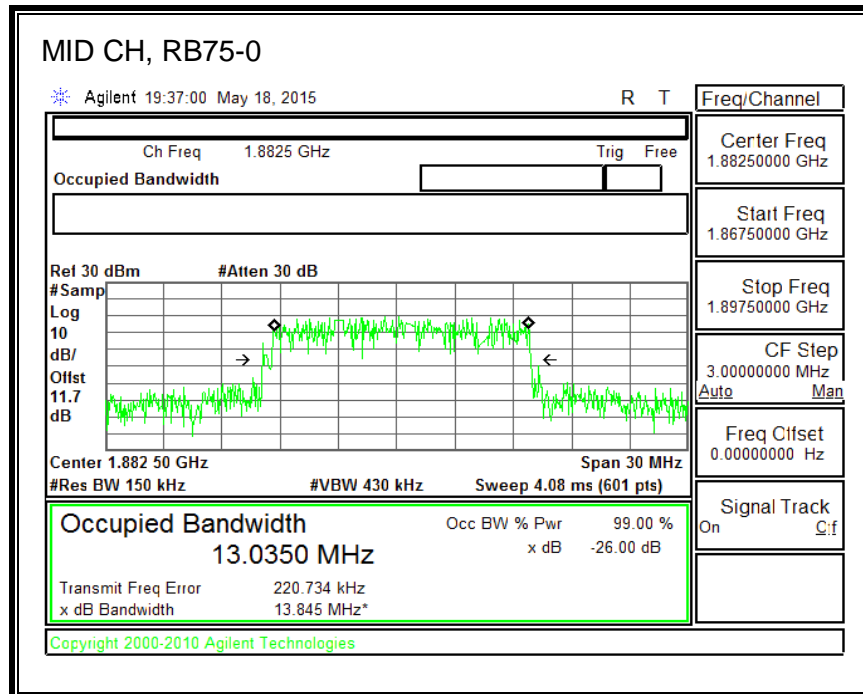 MID CH, RB75-0
Agilent 19:37:00 May 18, 2015 R T
Freq/Channel
Ch Freq 1.8825 GHz Trig Free
Occupied Bandwidth
Center Freq
1.88250000 GHz
Start Freq
1.86750000 GHz
Stop Freq
1.89750000 GHz
CF Step
3.00000000 MHz
Auto Man
Freq Offset
0.00000000 Hz
Signal Track
On Off
Ref 30 dBm #Atten 30 dB
#Samp
Log
10
dB/
Offst
11.7
dB
Center 1.882 50 GHz Span 30 MHz
#Res BW 150 kHz #VBW 430 kHz Sweep 4.08 ms (601 pts)
Occupied Bandwidth
13.0350 MHz
Occ BW % Pwr 99.00 %
x dB -26.00 dB
Transmit Freq Error 220.734 kHz
x dB Bandwidth 13.845 MHz*
Copyright 2000-2010 Agilent Technologies